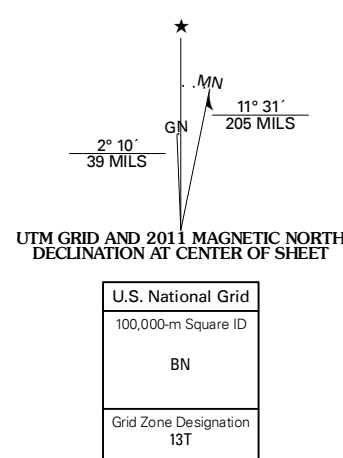 ★
MN
GN
11° 31´
205 MILS
2° 10´
39 MILS
UTM GRID AND 2011 MAGNETIC NORTH
DECLINATION AT CENTER OF SHEET
U.S. National Grid
100,000-m Square ID
BN
Grid Zone Designation
13T